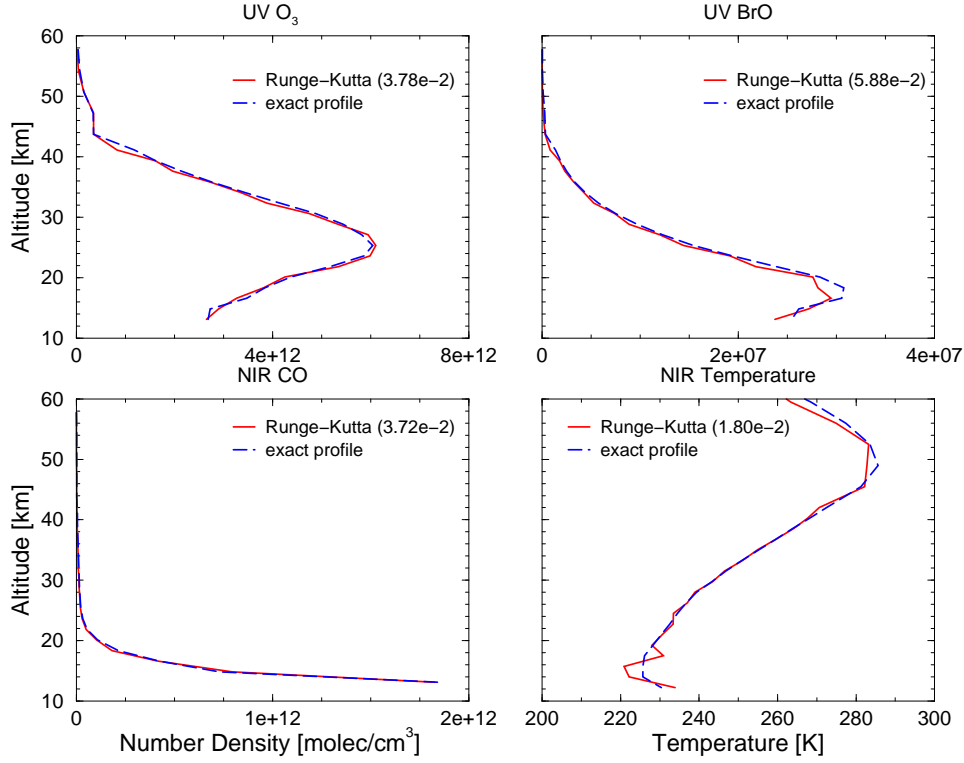 UV O₃
UV BrO
60
50
40
30
20
10
Altitude [km]
Runge−Kutta (3.78e−2)
exact profile
0
4e+12
8e+12
Runge−Kutta (5.88e−2)
exact profile
0
2e+07
4e+07
NIR CO
NIR Temperature
60
50
40
30
20
10
Altitude [km]
Runge−Kutta (3.72e−2)
exact profile
0
1e+12
2e+12
Number Density [molec/cm³]
Runge−Kutta (1.80e−2)
exact profile
200
220
240
260
280
300
Temperature [K]